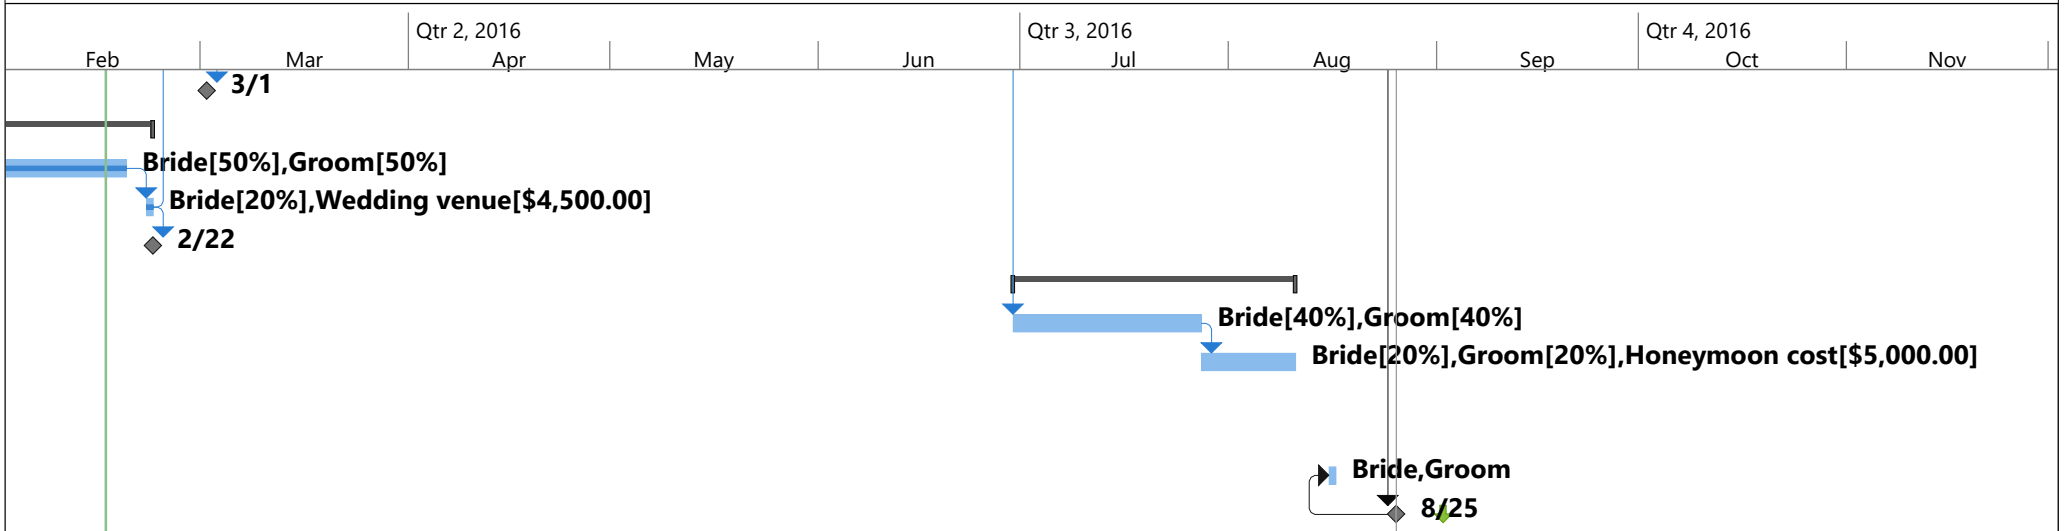 Qtr 2, 2016 Qtr 3, 2016 Qtr 4, 2016
Feb Mar Apr May Jun Jul Aug Sep Oct Nov
3/1
Bride[50%],Groom[50%]
Bride[20%],Wedding venue[$4,500.00]
2/22
Bride[40%],Groom[40%]
Bride[20%],Groom[20%],Honeymoon cost[$5,000.00]
Bride,Groom
8/25